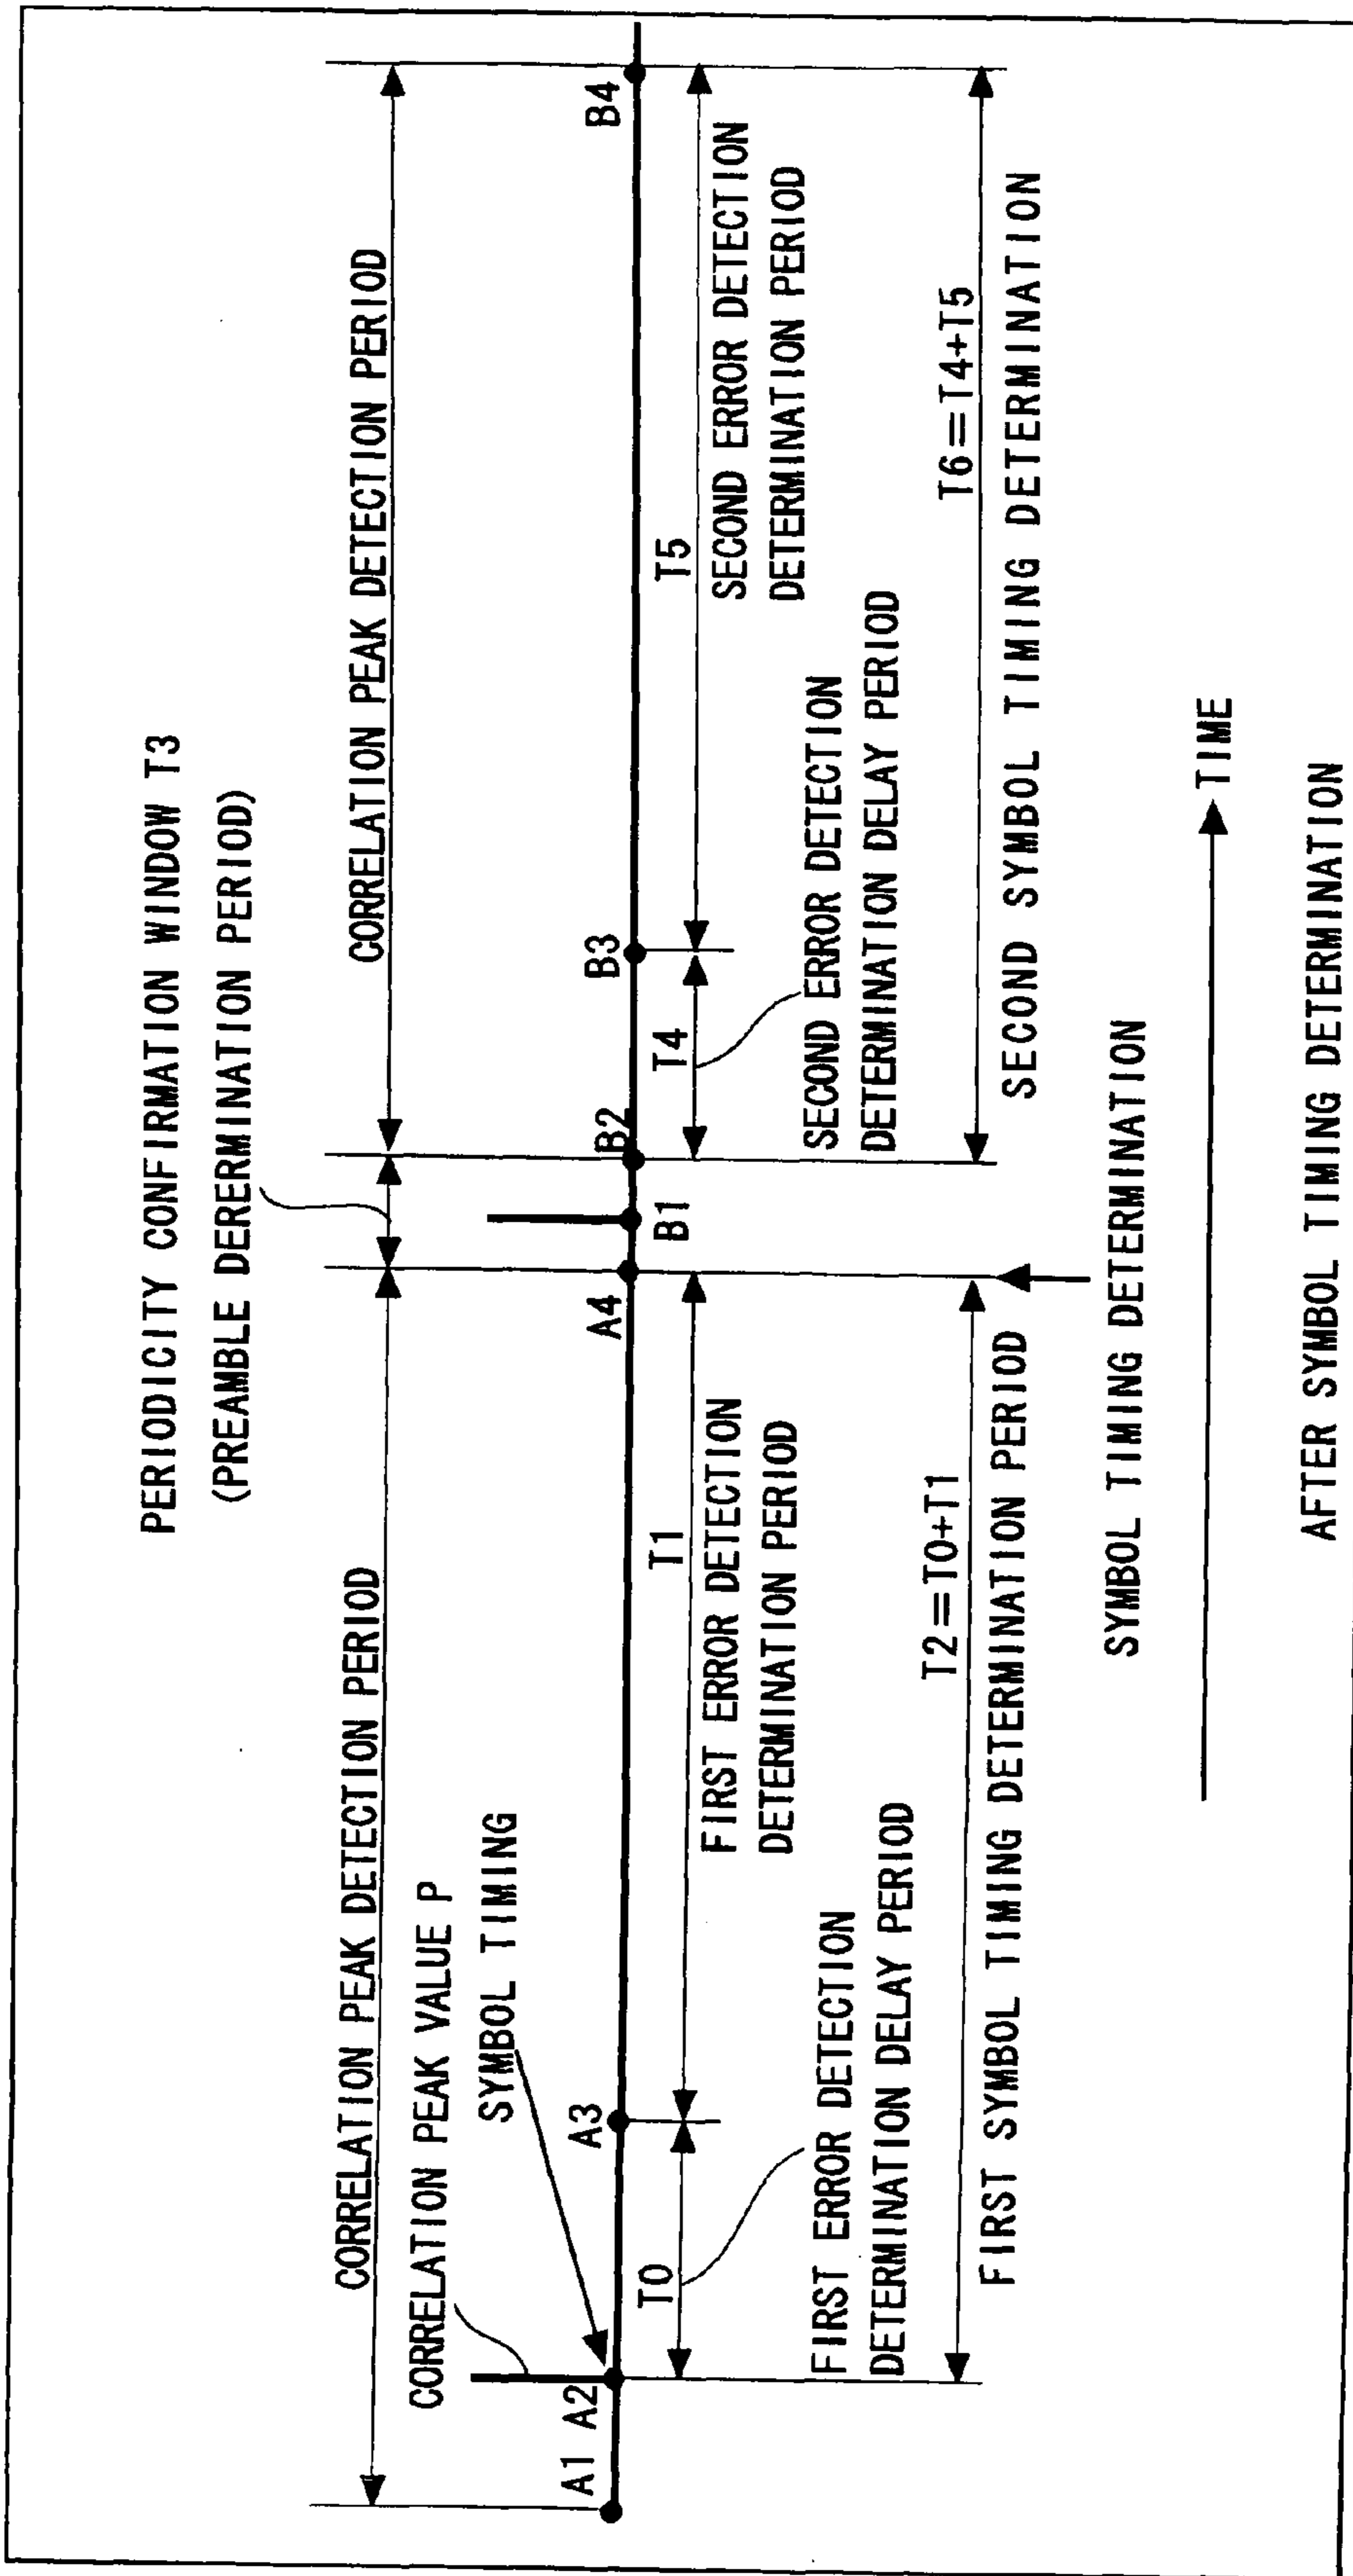 PERIODICITY CONFIRMATION WINDOW T3
(PREAMBLE DERERMINATION PERIOD)
CORRELATION PEAK DETECTION PERIOD
CORRELATION PEAK DETECTION PERIOD
CORRELATION PEAK VALUE P
SYMBOL TIMING
A1
A2
A3
A4
B1
B2
B3
B4
T0
T1
T4
T5
FIRST ERROR DETECTION
DETERMINATION PERIOD
SECOND ERROR DETECTION
DETERMINATION PERIOD
FIRST ERROR DETECTION
DETERMINATION DELAY PERIOD
SECOND ERROR DETECTION
DETERMINATION DELAY PERIOD
T2=T0+T1
T6=T4+T5
FIRST SYMBOL TIMING DETERMINATION PERIOD
SECOND SYMBOL TIMING DETERMINATION
SYMBOL TIMING DETERMINATION
TIME
AFTER SYMBOL TIMING DETERMINATION